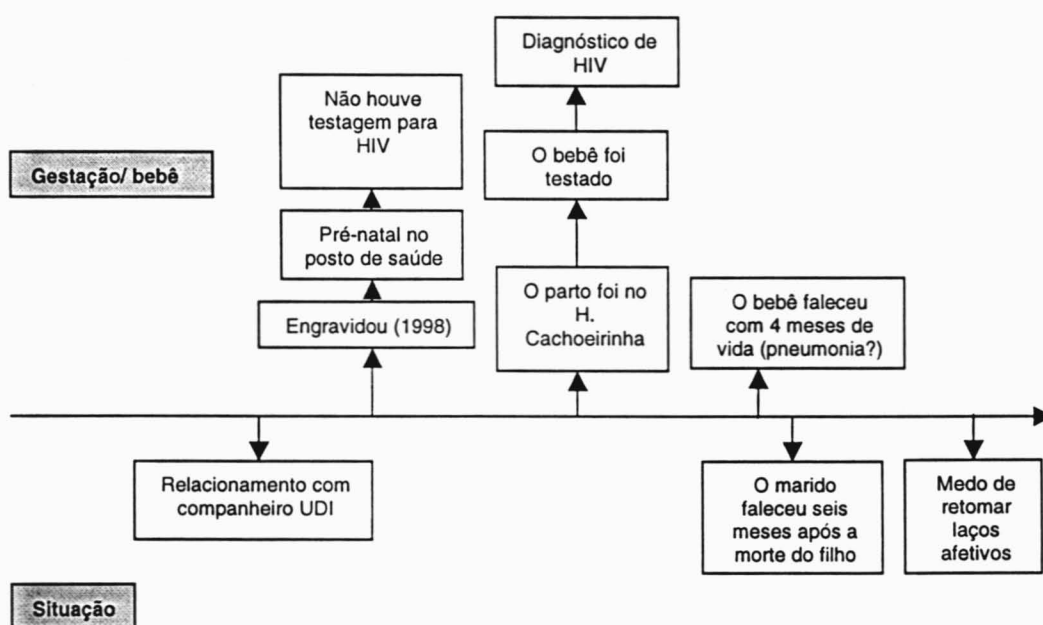 Diagnóstico de
HIV
Não houve
testagem para
HIV
O bebê foi
testado
Gestação/ bebê
Pré-natal no
posto de saúde
O parto foi no
H.
Cachoeirinha
Engravidou (1998)
O bebê faleceu
com 4 meses de
vida (pneumonia?)
Relacionamento com
companheiro UDI
O marido
faleceu seis
meses após a
morte do filho
Medo de
retomar
laços
afetivos
Situação